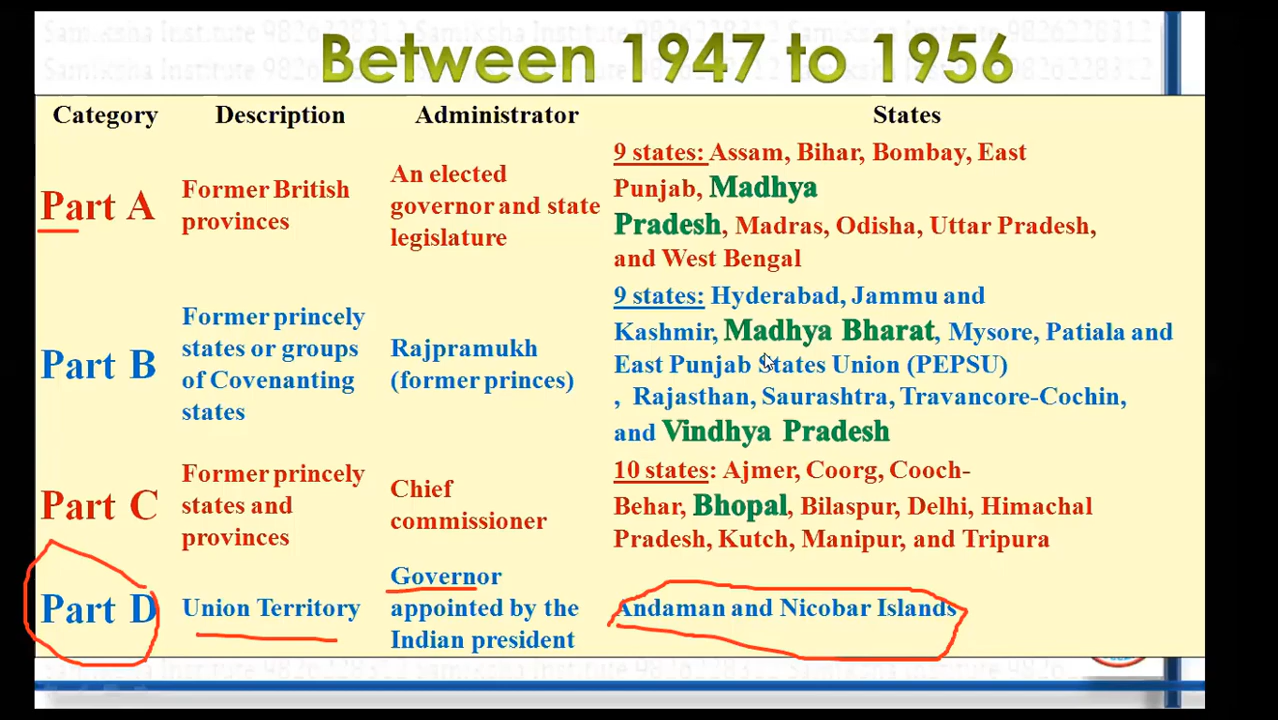 Samiksha Institute 9826228312
Between 1947 to 1956
Category Description Administrator States
Part A
Former British
provinces
An elected
governor and state
legislature
9 states: Assam, Bihar, Bombay, East
Punjab, Madhya
Pradesh, Madras, Odisha, Uttar Pradesh,
and West Bengal
Part B
Former princely
states or groups
of Covenanting
states
Rajpramukh
(former princes)
9 states: Hyderabad, Jammu and
Kashmir, Madhya Bharat, Mysore, Patiala and
East Punjab States Union (PEPSU)
, Rajasthan, Saurashtra, Travancore-Cochin,
and Vindhya Pradesh
Part C
Former princely
states and
provinces
Chief
commissioner
10 states: Ajmer, Coorg, Cooch-
Behar, Bhopal, Bilaspur, Delhi, Himachal
Pradesh, Kutch, Manipur, and Tripura
Part D
Union Territory
Governor
appointed by the
Indian president
Andaman and Nicobar Islands